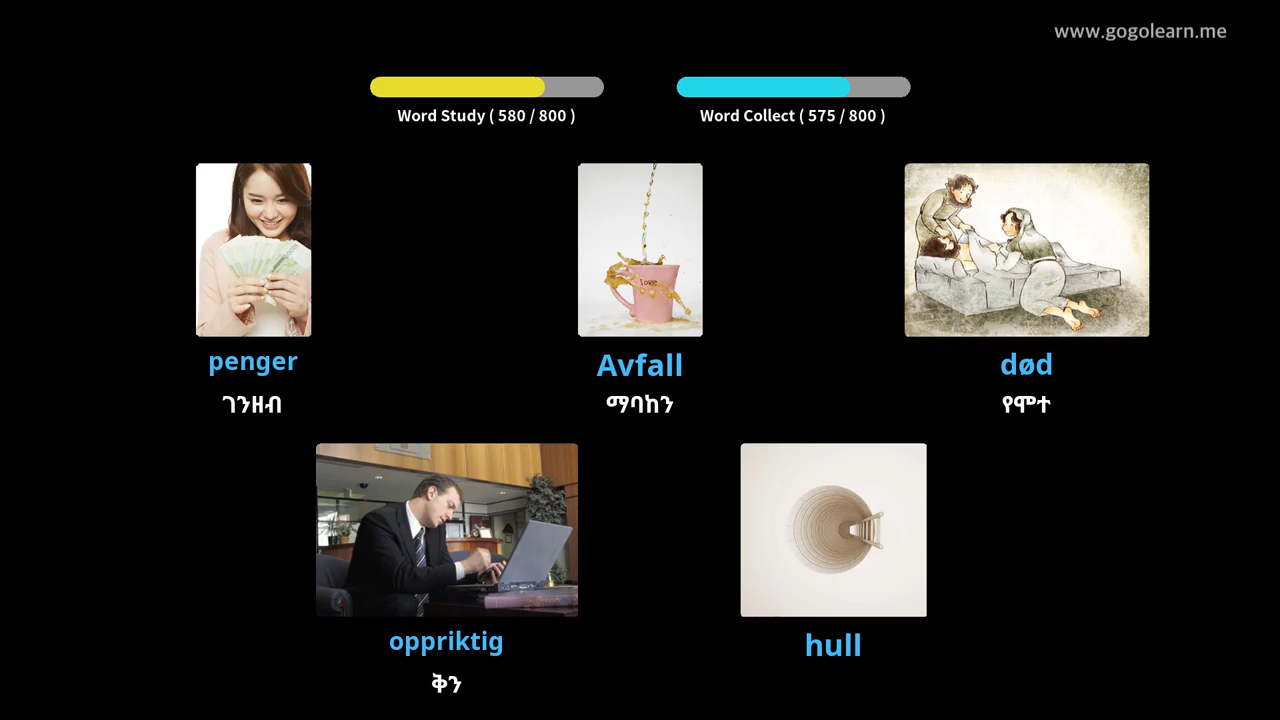 www.gogolearn.me
Word Study ( 580 / 800 )
Word Collect ( 575 / 800 )
love
penger
Avfall
død
ገንዘብ
ማባከን
የሞተ
oppriktig
hull
ቅን